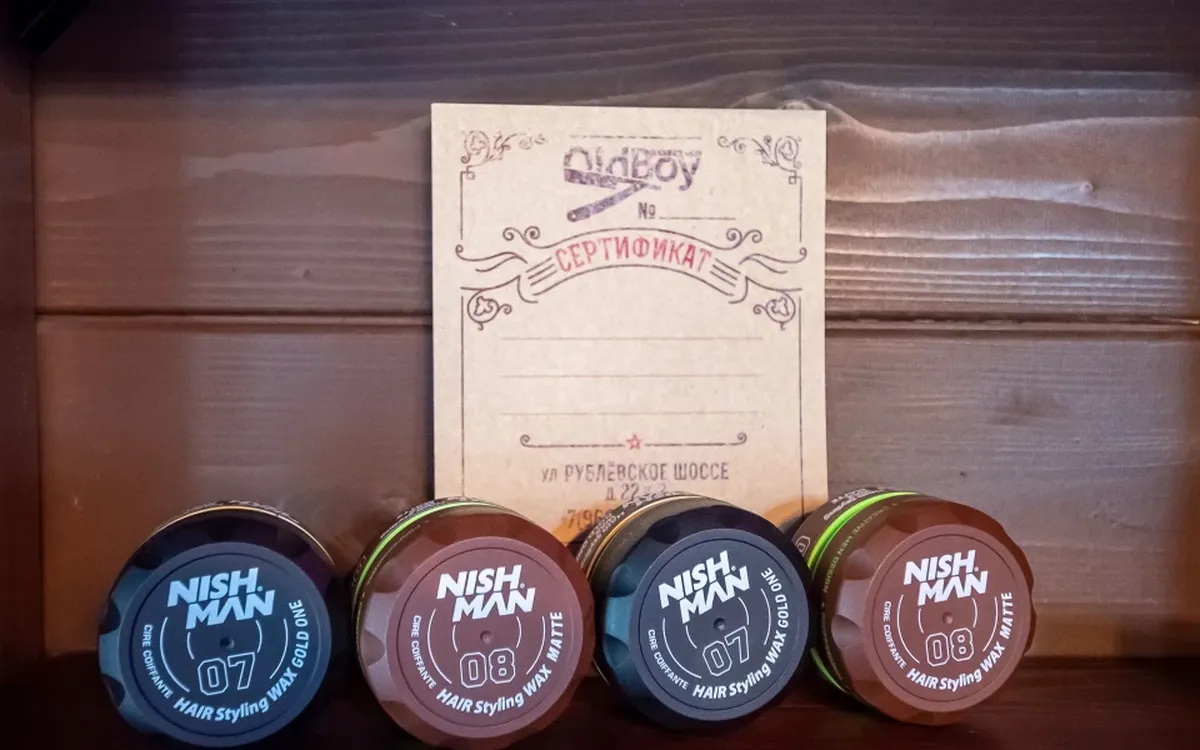 OldBoy
№
СЕРТИФИКАТ
ул РУБЛЁВСКОЕ ШОССЕ
NISH.
MAN
07
CIRE COIFFANTE
HAIR Styling WAX GOLD ONE
NISH.
MAN
08
CIRE COIFFANTE
HAIR Styling WAX MATTE
NISH.
MAN
07
CIRE COIFFANTE
HAIR Styling WAX GOLD ONE
NISH.
MAN
08
CIRE COIFFANTE
HAIR Styling WAX MATTE